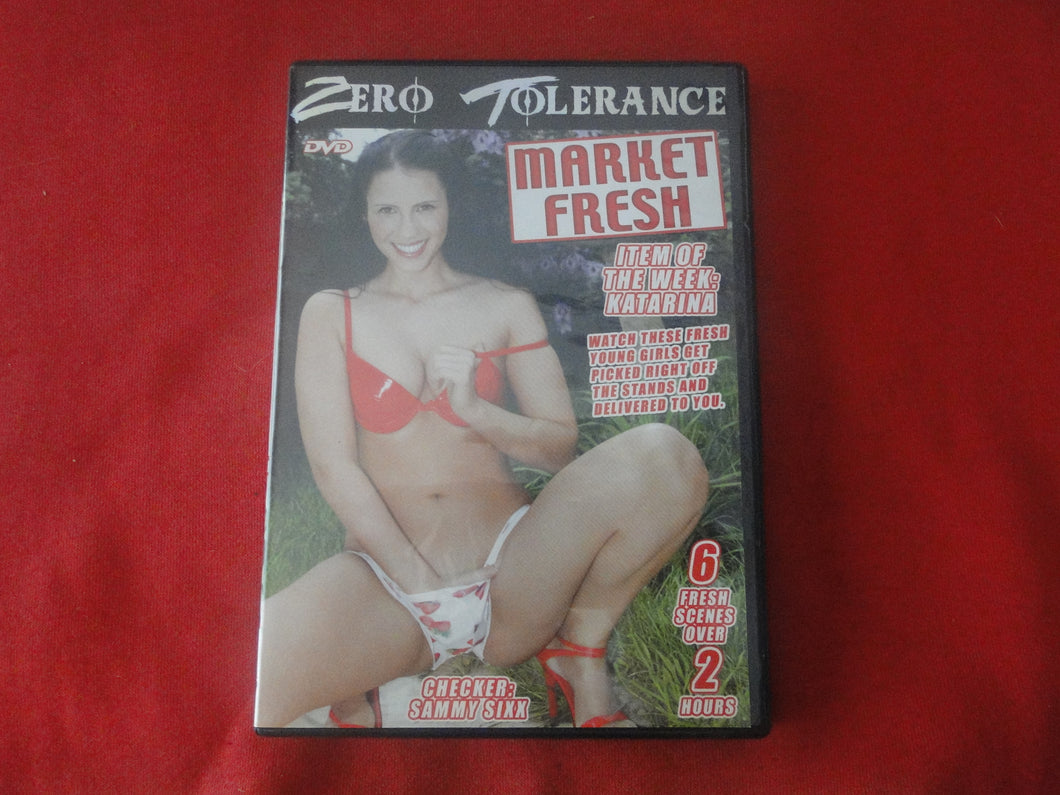 ZERO TOLERANCE
DVD
MARKET
FRESH
ITEM OF
THE WEEK:
KATARINA
WATCH THESE FRESH
YOUNG GIRLS GET
PICKED RIGHT OFF
THE STANDS AND
DELIVERED TO YOU.
6
FRESH
SCENES
OVER
2
HOURS
CHECKER:
SAMMY SIXX